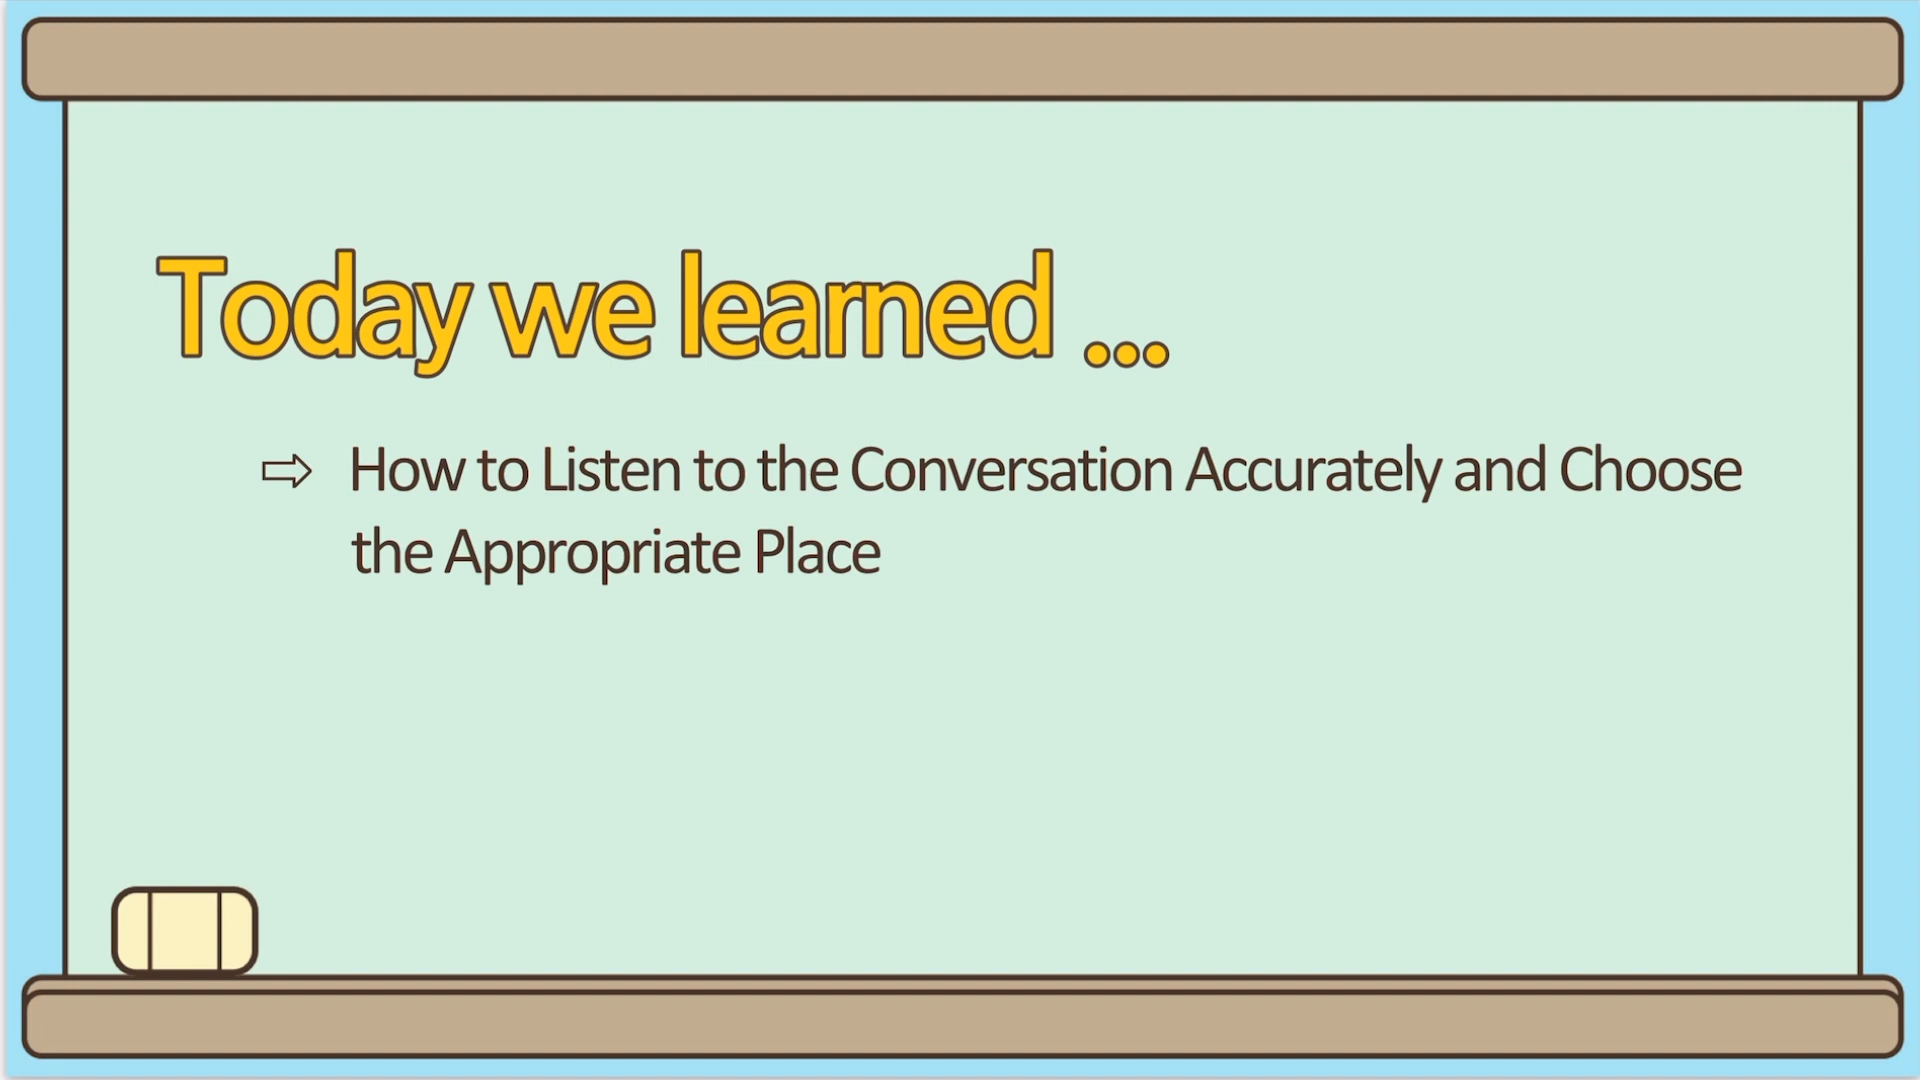 Today we learned ...
⇨ How to Listen to the Conversation Accurately and Choose
the Appropriate Place